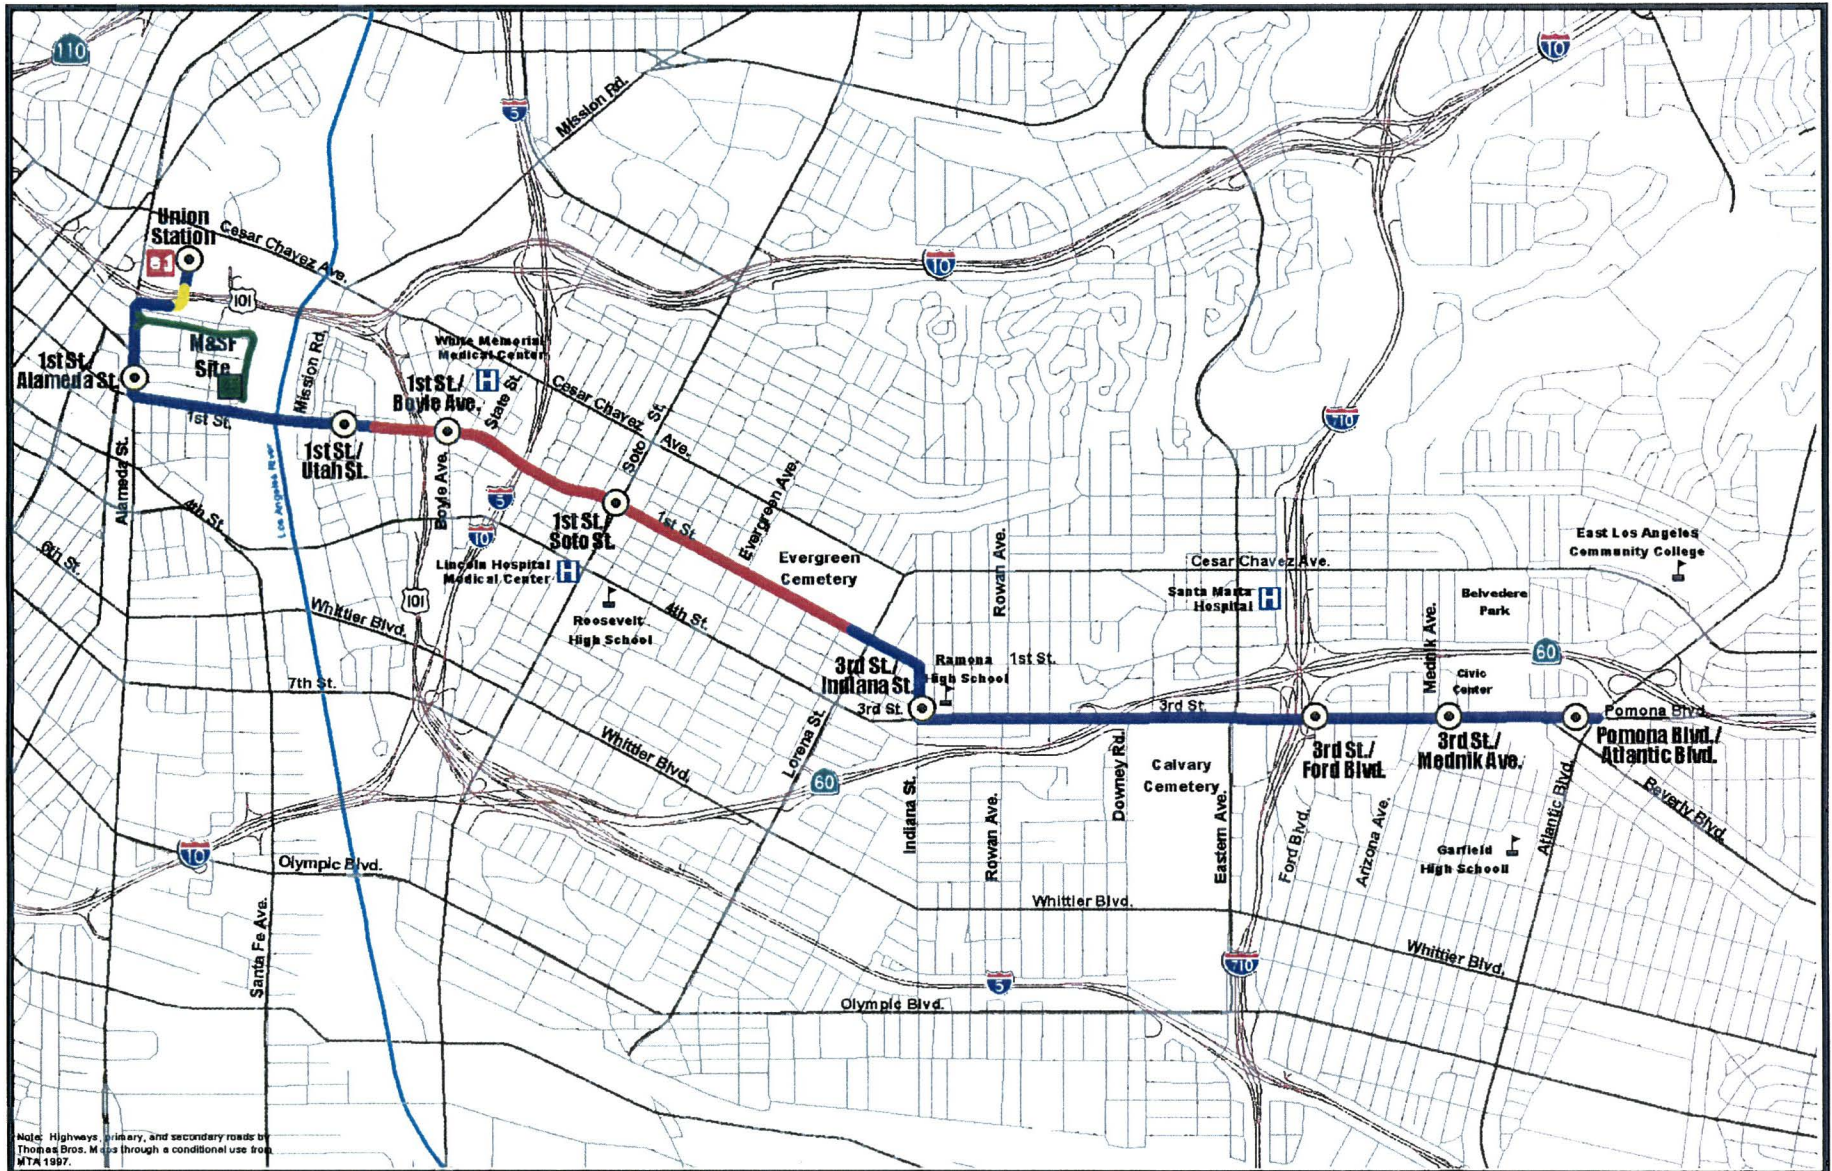 110
10
5
Mission Rd.
Union
Station
Cesar Chavez Ave.
10
101
M&SF
Site
1st St./
Alameda St.
Mission Rd.
White Memorial
Medical Center
H
1st St./
Boyle Ave.
State St.
Cesar Chavez Ave.
Soto St.
710
1st St.
1st St./
Utah St.
Alameda St.
Los Angeles River
Boyle Ave.
5
10
4th St.
6th St.
1st St./
Soto St.
1st St.
Evergreen Ave.
Evergreen
Cemetery
Rowan Ave.
Cesar Chavez Ave.
East Los Angeles
Community College
Lincoln Hospital
Medical Center
H
Santa Marta
Hospital
H
Belvedere
Park
101
Whittier Blvd.
Roosevelt
High School
4th St.
Mednik Ave.
60
3rd St./
Indiana St.
Ramona
High School
1st St.
Civic
Center
7th St.
3rd St.
3rd St.
Pomona Blvd.
Whittier Blvd.
Lorena St.
60
Indiana St.
Rowan Ave.
Downey Rd.
Calvary
Cemetery
Eastern Ave.
3rd St./
Ford Blvd.
3rd St./
Mednik Ave.
Pomona Blvd./
Atlantic Blvd.
Ford Blvd.
Arizona Ave.
Garfield
High Schooll
Atlantic Blvd.
Beverly Blvd.
10
Olympic Blvd.
Santa Fe Ave.
Whittier Blvd.
Whittier Blvd.
710
5
Olympic Blvd.
Note: Highways, primary, and secondary roads by
Thomas Bros. Maps through a conditional use from
MTA 1997.